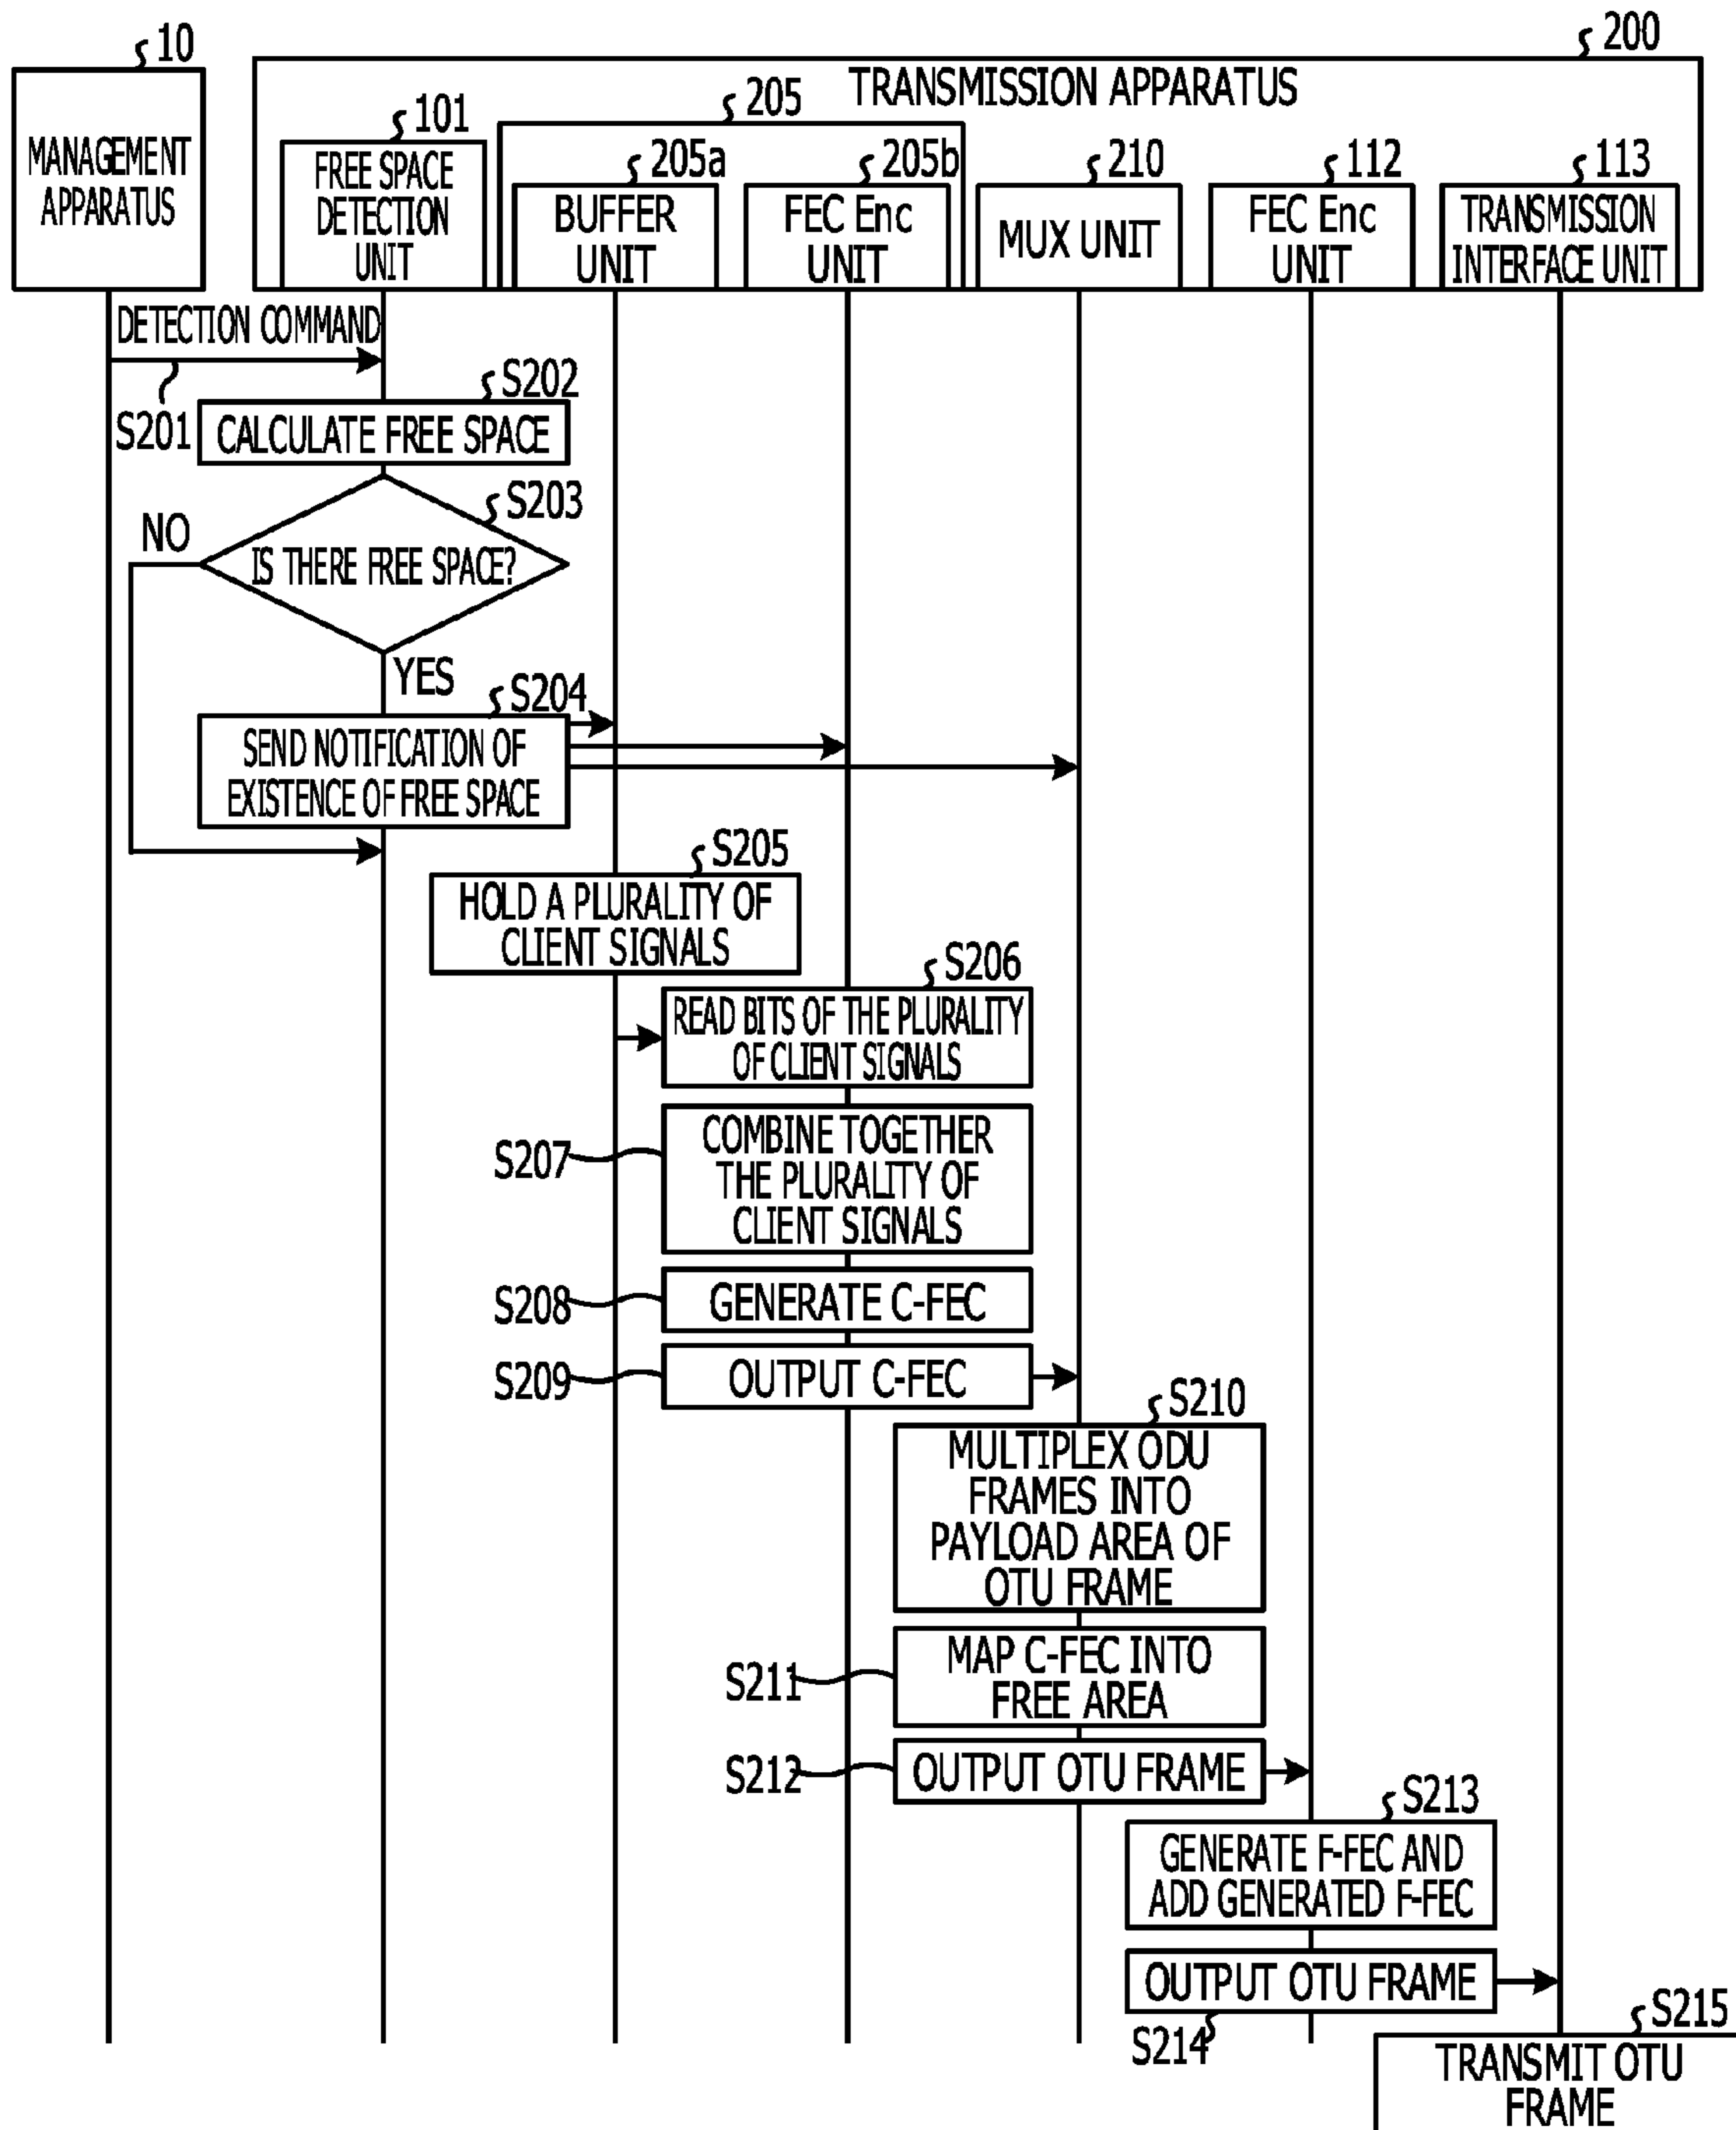 10
MANAGEMENT
APPARATUS
200
TRANSMISSION APPARATUS
101
FREE SPACE
DETECTION
UNIT
205
205a
BUFFER
UNIT
205b
FEC Enc
UNIT
210
MUX UNIT
112
FEC Enc
UNIT
113
TRANSMISSION
INTERFACE UNIT
DETECTION COMMAND
S201
S202
CALCULATE FREE SPACE
S203
NO
IS THERE FREE SPACE?
YES
S204
SEND NOTIFICATION OF
EXISTENCE OF FREE SPACE
S205
HOLD A PLURALITY OF
CLIENT SIGNALS
S206
READ BITS OF THE PLURALITY
OF CLIENT SIGNALS
S207
COMBINE TOGETHER
THE PLURALITY OF
CLIENT SIGNALS
S208
GENERATE C-FEC
S209
OUTPUT C-FEC
S210
MULTIPLEX ODU
FRAMES INTO
PAYLOAD AREA OF
OTU FRAME
S211
MAP C-FEC INTO
FREE AREA
S212
OUTPUT OTU FRAME
S213
GENERATE F-FEC AND
ADD GENERATED F-FEC
OUTPUT OTU FRAME
S214
S215
TRANSMIT OTU
FRAME